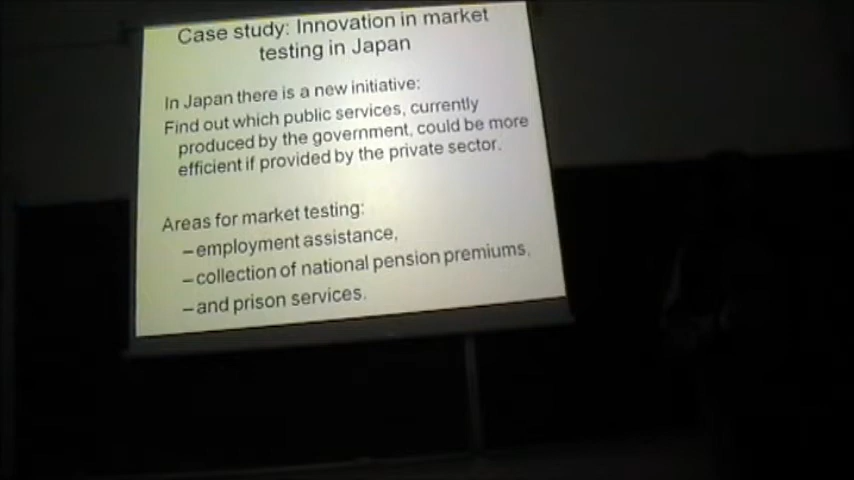 Case study: Innovation in market
testing in Japan
In Japan there is a new initiative:
Find out which public services, currently
produced by the government, could be more
efficient if provided by the private sector.
Areas for market testing:
–employment assistance,
–collection of national pension premiums,
–and prison services.